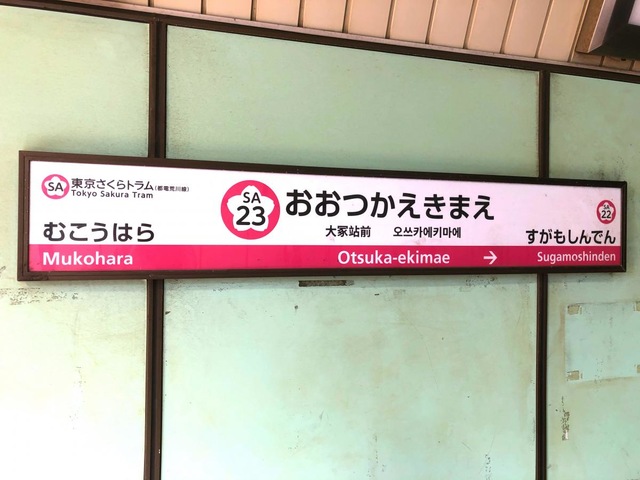 SA 東京さくらトラム(都電荒川線)
Tokyo Sakura Tram
むこうはら
Mukohara
SA
23
おおつかえきまえ
大冢站前 오쓰카에키마에
Otsuka-ekimae →
SA
22
すがもしんでん
Sugamoshinden